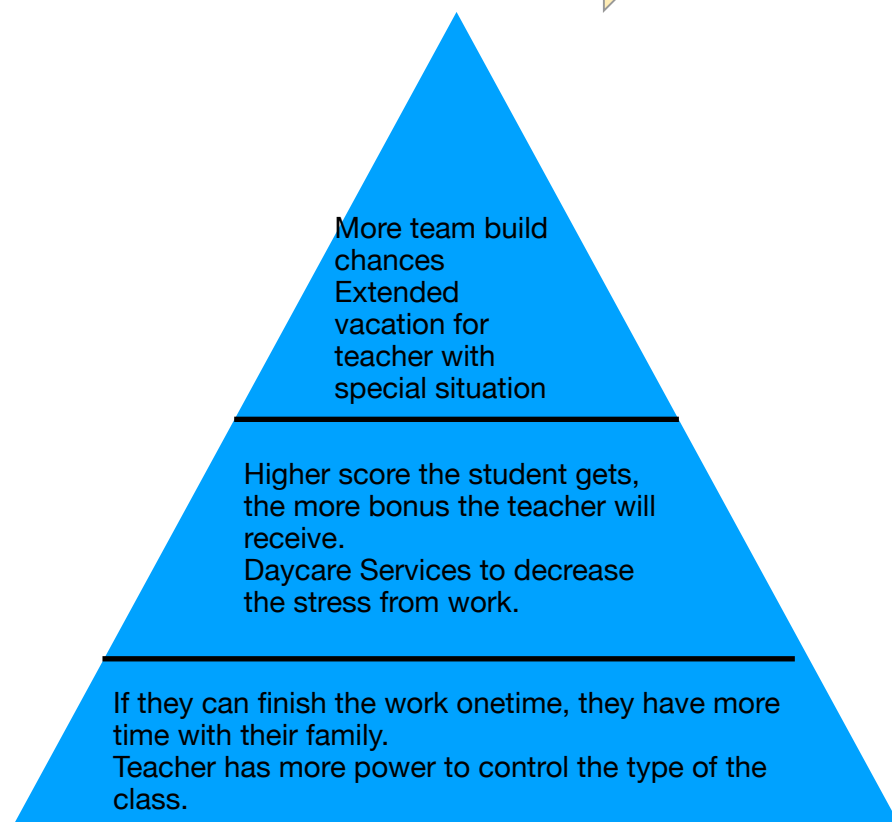 More team build
chances
Extended
vacation for
teacher with
special situation
Higher score the student gets,
the more bonus the teacher will
receive.
Daycare Services to decrease
the stress from work.
If they can finish the work onetime, they have more
time with their family.
Teacher has more power to control the type of the
class.